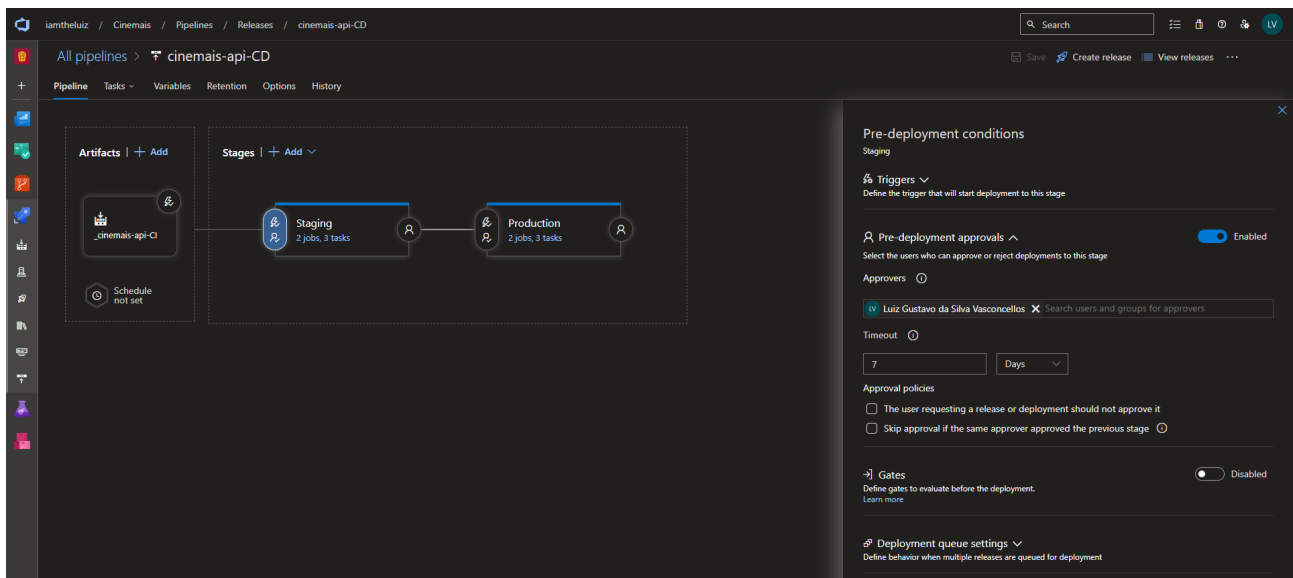 iamtheluiz / Cinemais / Pipelines / Releases / cinemais-api-CD
Search
LV
All pipelines > cinemais-api-CD
Save Create release View releases ...
Pipeline Tasks Variables Retention Options History
Artifacts | + Add
Stages | + Add
_cinemais-api-CI
Schedule
not set
Staging
2 jobs, 3 tasks
Production
2 jobs, 3 tasks
Pre-deployment conditions
Staging
Triggers
Define the trigger that will start deployment to this stage
Pre-deployment approvals
Enabled
Select the users who can approve or reject deployments to this stage
Approvers
LV Luiz Gustavo da Silva Vasconcellos Search users and groups for approvers
Timeout
7 Days
Approval policies
The user requesting a release or deployment should not approve it
Skip approval if the same approver approved the previous stage
Gates
Disabled
Define gates to evaluate before the deployment.
Learn more
Deployment queue settings
Define behavior when multiple releases are queued for deployment